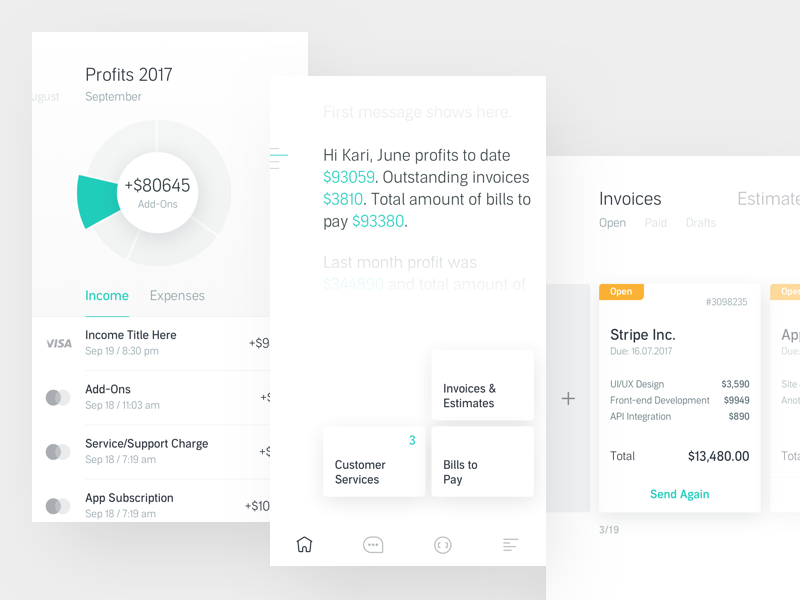 Profits 2017
ugust
September
+$80645
Add-Ons
Income
Expenses
VISA
Income Title Here
Sep 19 / 8:30 pm
+$9
Add-Ons
Sep 18 / 11:03 am
+$
Service/Support Charge
Sep 18 / 7:19 am
+$
App Subscription
Sep 18 / 7:19 am
+$10
First message shows here.
Hi Kari, June profits to date
$93059. Outstanding invoices
$3810. Total amount of bills to
pay $93380.
Last month profit was
$344890 and total amount of
Invoices &
Estimates
3
Customer
Services
Bills to
Pay
Invoices
Estimate
Open
Paid
Drafts
Open
#3098235
Stripe Inc.
Due: 16.07.2017
UI/UX Design
$3,590
Front-end Development
$9949
API Integration
$890
Total
$13,480.00
Send Again
3/19
Open
App
Due:
Site
Anot
Tota